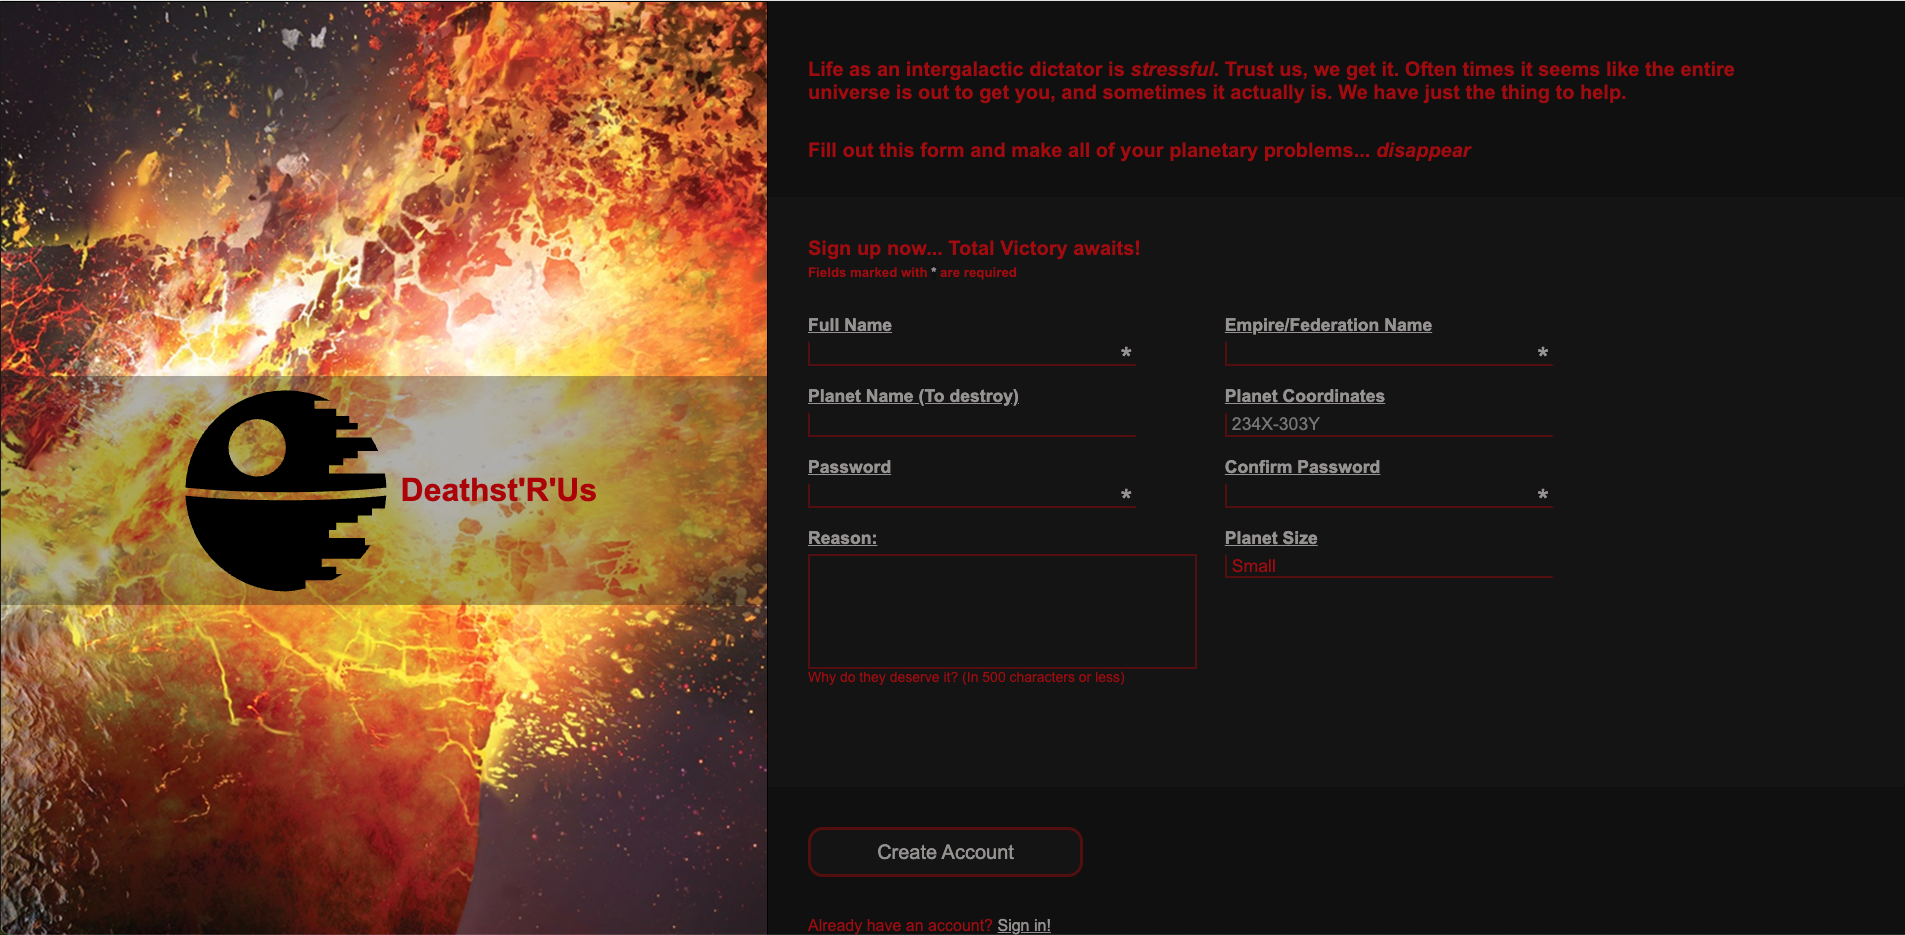 Life as an intergalactic dictator is stressful. Trust us, we get it. Often times it seems like the entire
universe is out to get you, and sometimes it actually is. We have just the thing to help.
Fill out this form and make all of your planetary problems... disappear
Sign up now... Total Victory awaits!
Fields marked with * are required
Full Name
*
Empire/Federation Name
*
Planet Name (To destroy)
Planet Coordinates
234X-303Y
Password
*
Confirm Password
*
Reason:
Why do they deserve it? (In 500 characters or less)
Planet Size
Small
Deathst'R'Us
Create Account
Already have an account? Sign in!